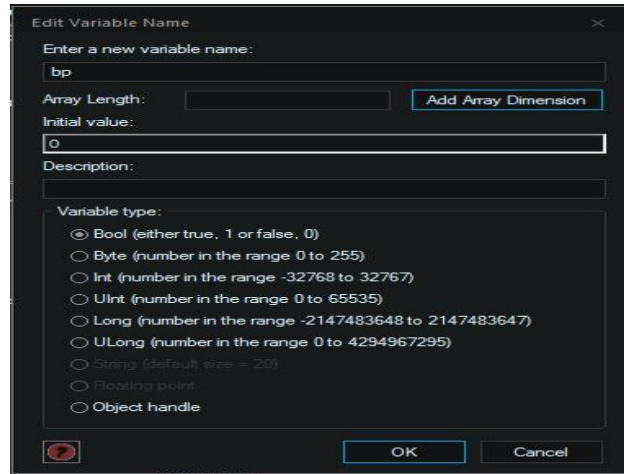 Edit Variable Name
Enter a new variable name:
bp
Array Length: Add Array Dimension
Initial value:
0
Description:
Variable type:
Bool (either true, 1 or false, 0)
Byte (number in the range 0 to 255)
Int (number in the range -32768 to 32767)
UInt (number in the range 0 to 65535)
Long (number in the range -2147483648 to 2147483647)
ULong (number in the range 0 to 4294967295)
String (default size = 20)
Floating point
Object handle
? OK Cancel